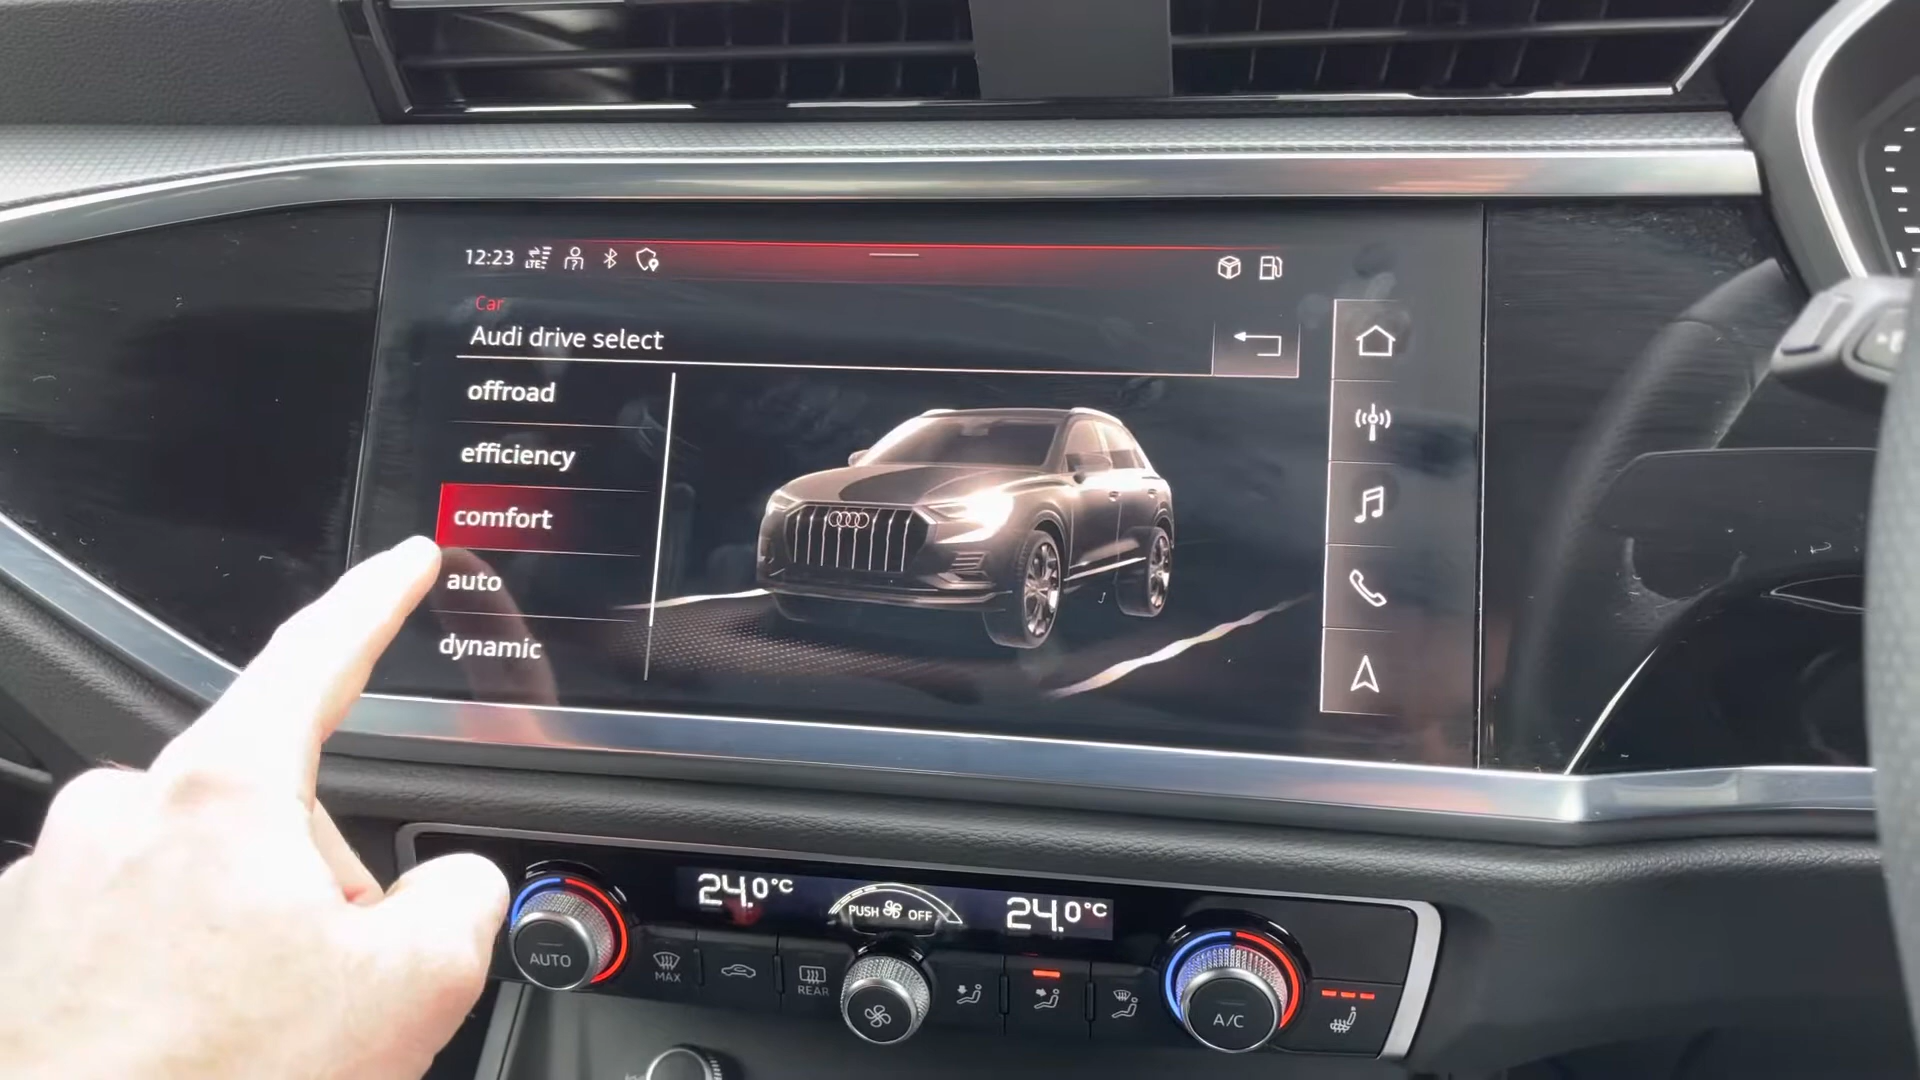 12:23 LTE
Car
Audi drive select
offroad
efficiency
comfort
auto
dynamic
24.0°C
PUSH OFF
24.0°C
AUTO
MAX
REAR
A/C